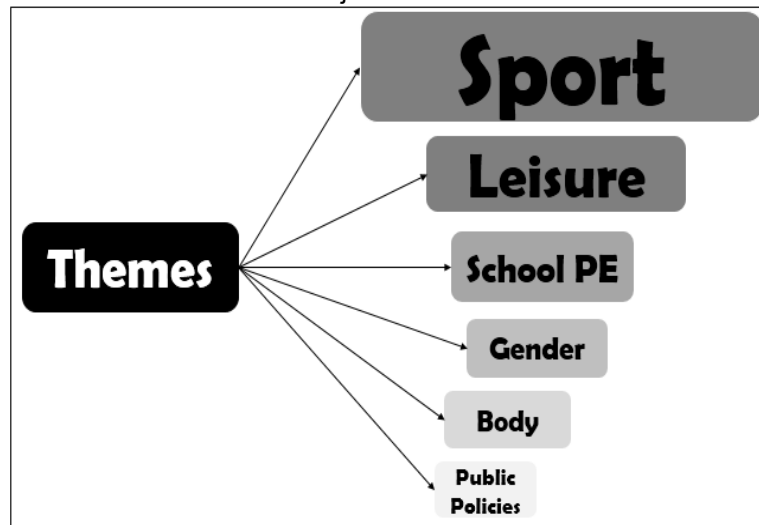 Sport
Leisure
Themes
School PE
Gender
Body
Public
Policies